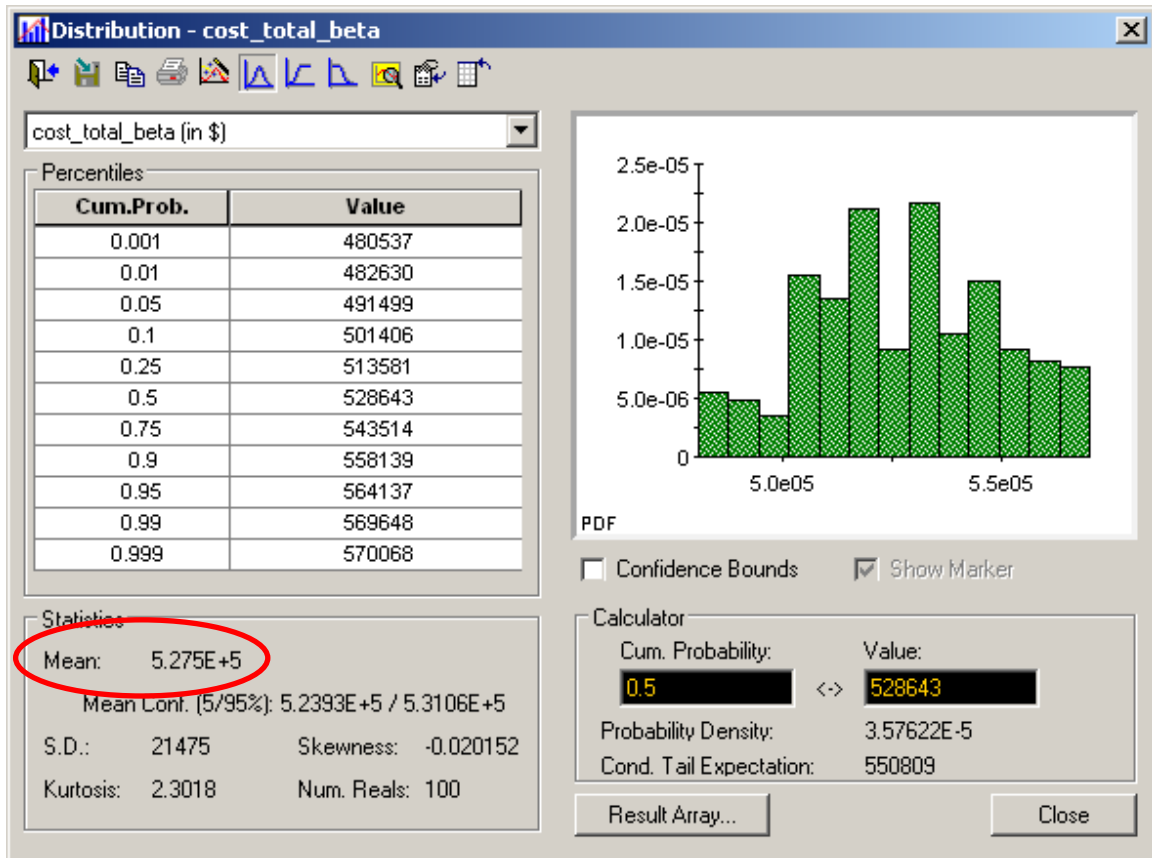 Distribution - cost_total_beta
cost_total_beta (in $)
Percentiles
Cum.Prob. Value
0.001 480537
0.01 482630
0.05 491499
0.1 501406
0.25 513581
0.5 528643
0.75 543514
0.9 558139
0.95 564137
0.99 569648
0.999 570068
Statistics
Mean: 5.275E+5
Mean Conf. (5/95%): 5.2393E+5 / 5.3106E+5
S.D.: 21475 Skewness: -0.020152
Kurtosis: 2.3018 Num. Reals: 100
2.5e-05
2.0e-05
1.5e-05
1.0e-05
5.0e-06
0
5.0e05 5.5e05
PDF
Confidence Bounds Show Marker
Calculator
Cum. Probability: Value:
0.5 <-> 528643
Probability Density: 3.57622E-5
Cond. Tail Expectation: 550809
Result Array... Close